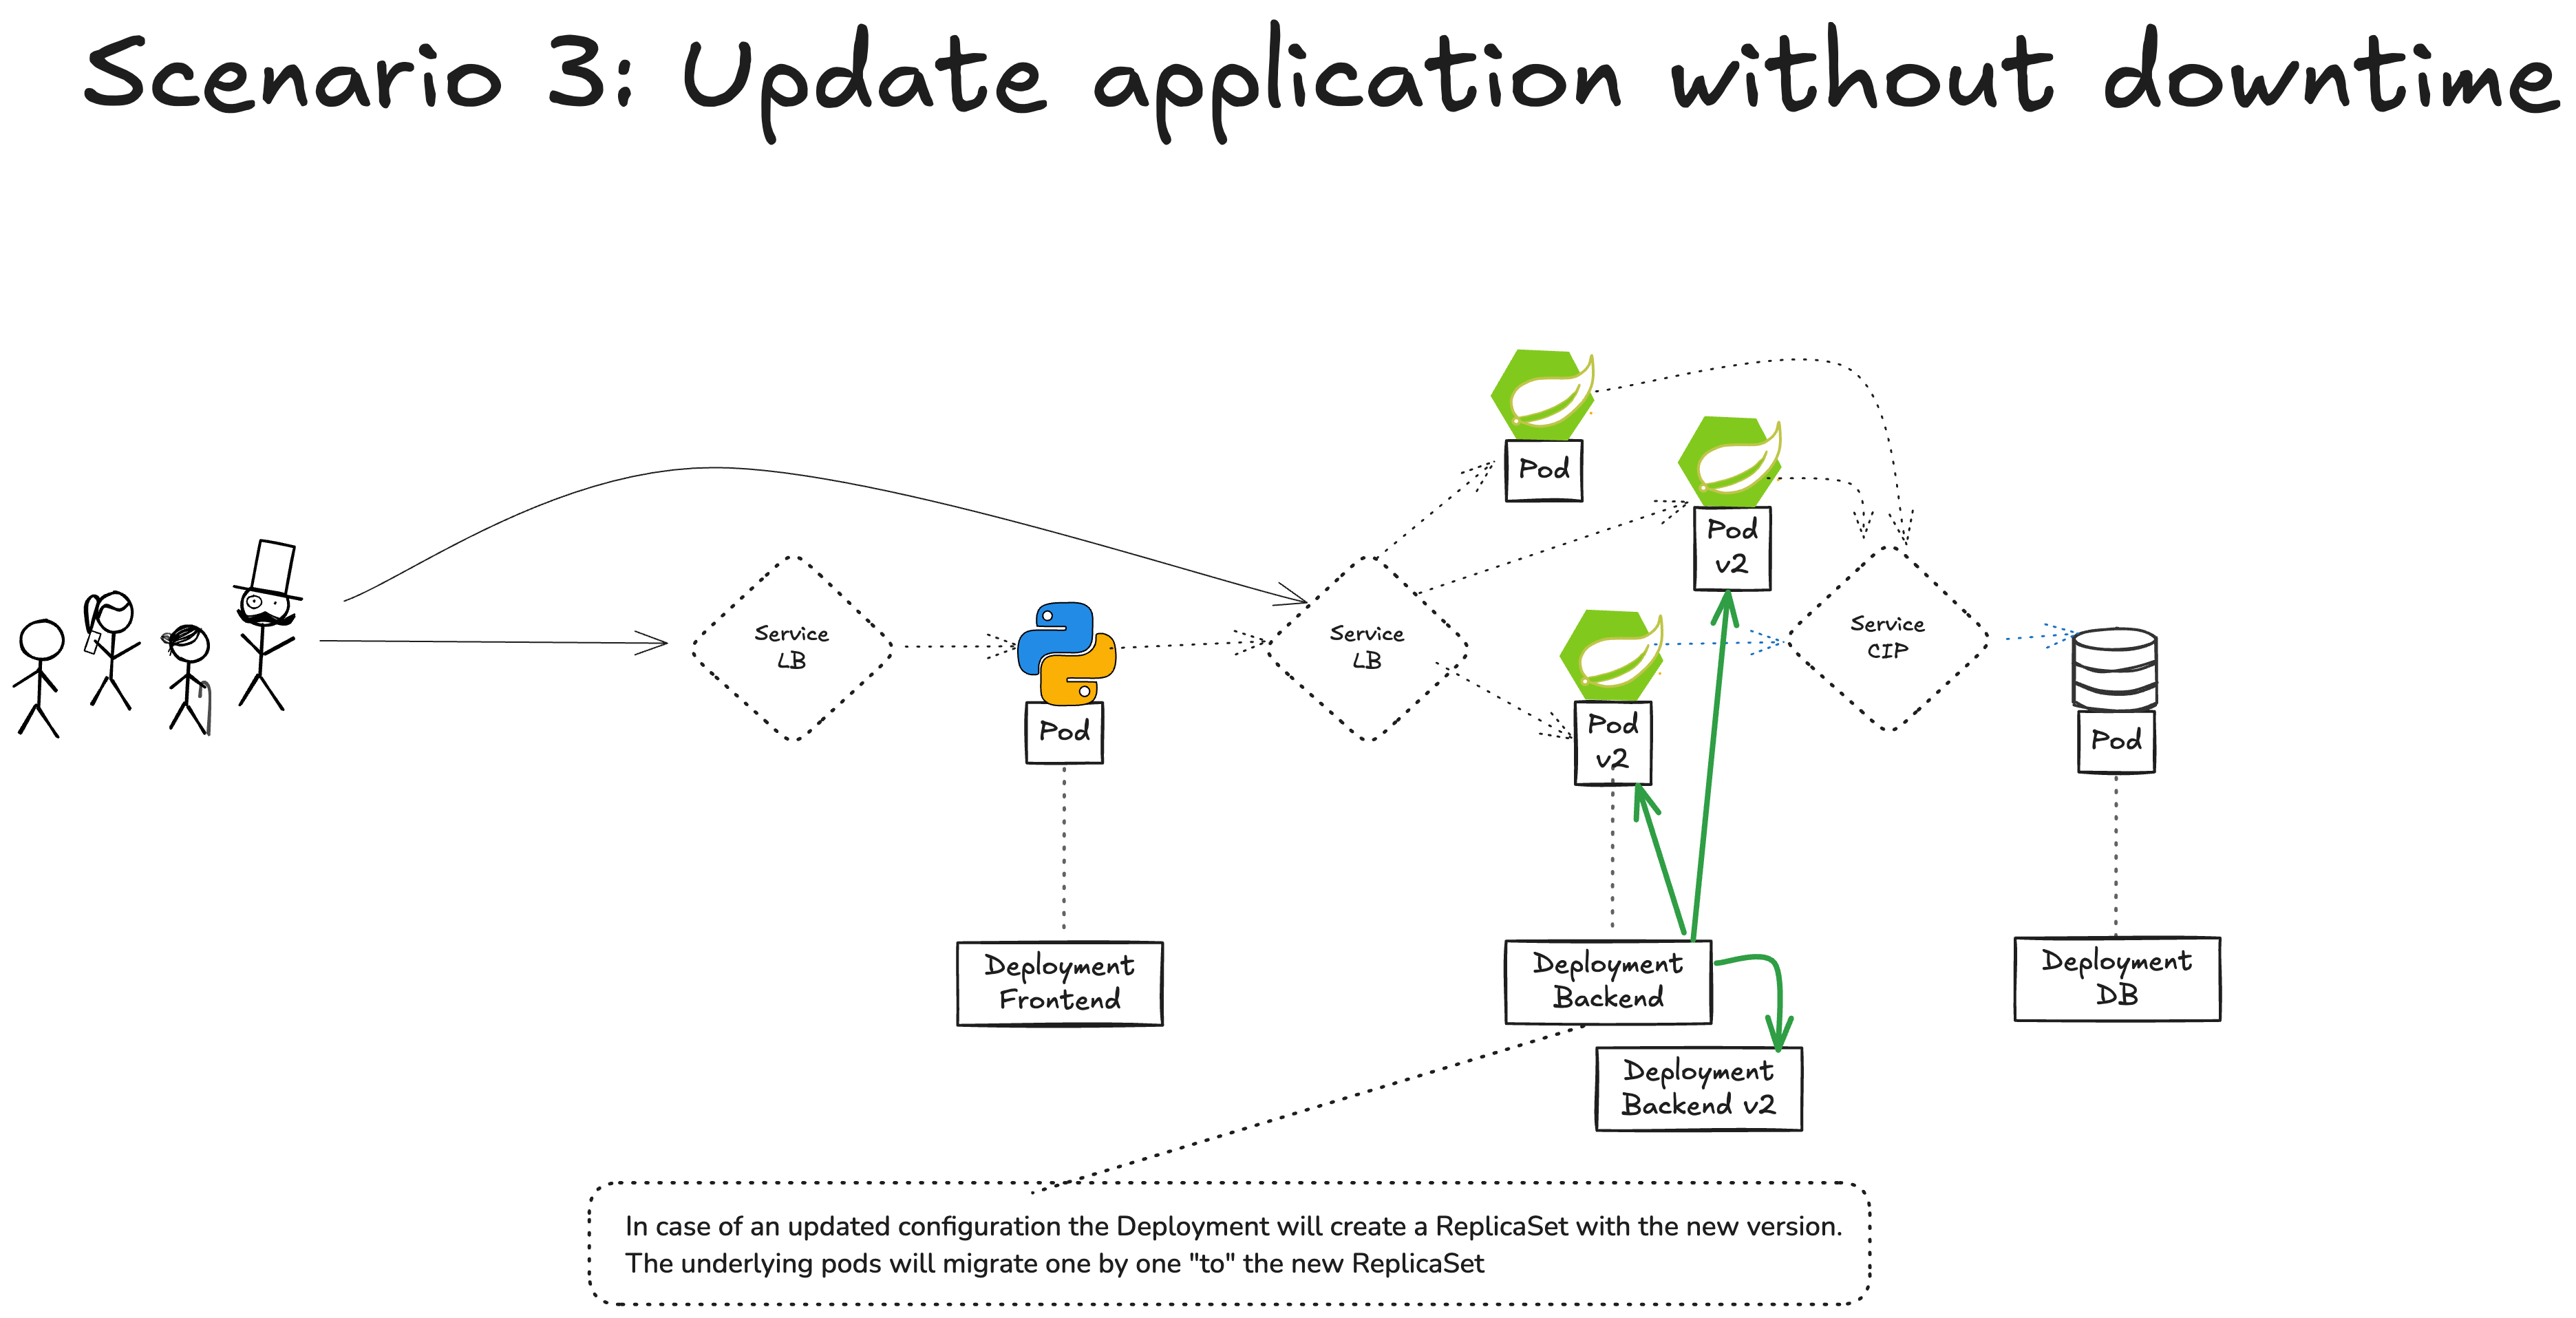 Scenario 3: Update application without downtime
Pod
Pod
v2
Service
LB
Service
LB
Service
CIP
Pod
Pod
v2
Pod
Deployment
Frontend
Deployment
Backend
Deployment
DB
Deployment
Backend v2
In case of an updated configuration the Deployment will create a ReplicaSet with the new version.
The underlying pods will migrate one by one "to" the new ReplicaSet